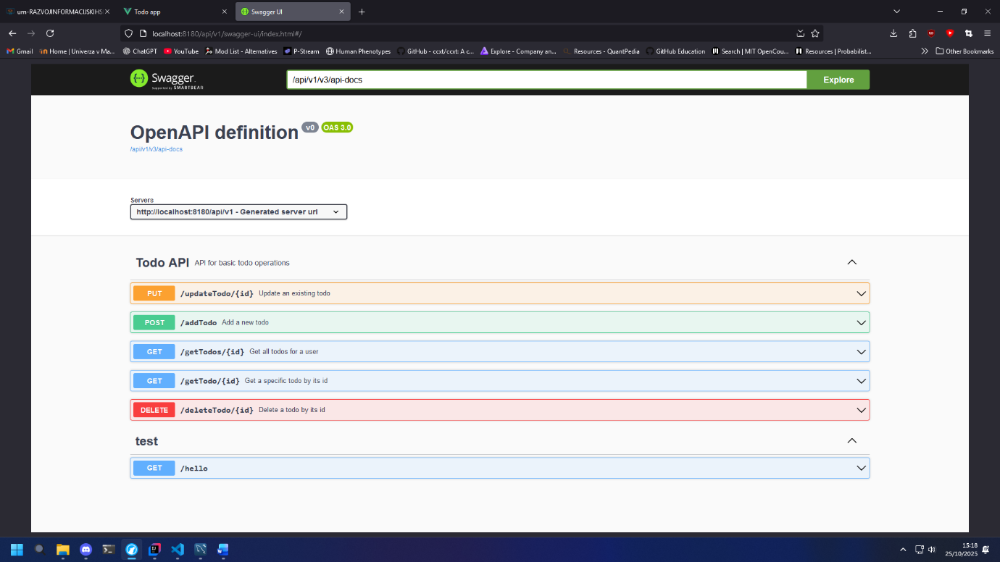 um-RAZVOJINFORMACIJSKIHS
Todo app
Swagger UI
localhost:8180/api/v1/swagger-ui/index.html#/
Gmail
Home | Univerza v Ma...
ChatGPT
YouTube
Mod List - Alternatives
P-Stream
Human Phenotypes
GitHub - ccxt/ccxt: A c...
Explore - Company an...
Resources - QuantPedia
GitHub Education
Search | MIT OpenCou...
Resources | Probabilist...
Other Bookmarks
Swagger.
Supported by SMARTBEAR
/api/v1/v3/api-docs
Explore
OpenAPI definition v0 OAS 3.0
/api/v1/v3/api-docs
Servers
http://localhost:8180/api/v1 - Generated server url
Todo API API for basic todo operations
PUT /updateTodo/{id} Update an existing todo
POST /addTodo Add a new todo
GET /getTodos/{id} Get all todos for a user
GET /getTodo/{id} Get a specific todo by its id
DELETE /deleteTodo/{id} Delete a todo by its id
test
GET /hello
15:18
25/10/2025